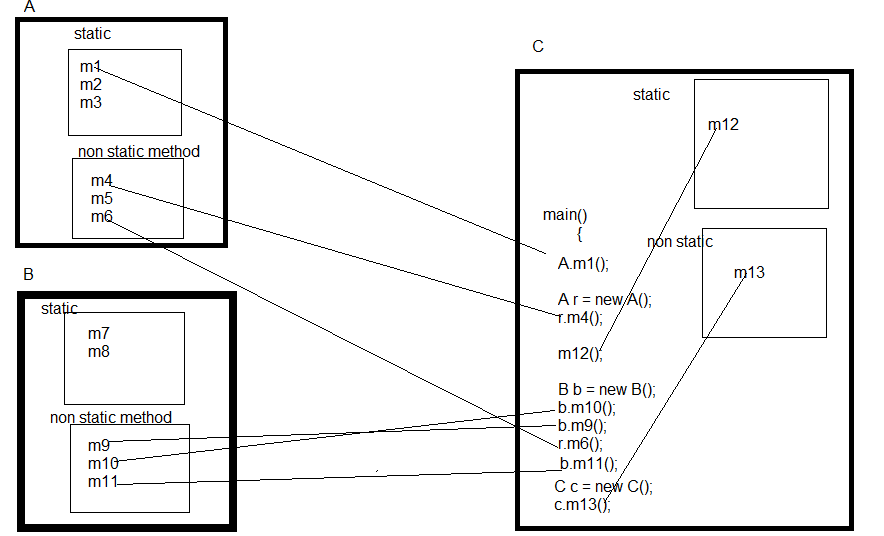 A
static
m1
m2
m3
non static method
m4
m5
m6
B
static
m7
m8
non static method
m9
m10
m11
C
static
m12
non static
m13
main()
{
A.m1();
A r = new A();
r.m4();
m12();
B b = new B();
b.m10();
b.m9();
r.m6();
b.m11();
C c = new C();
c.m13();